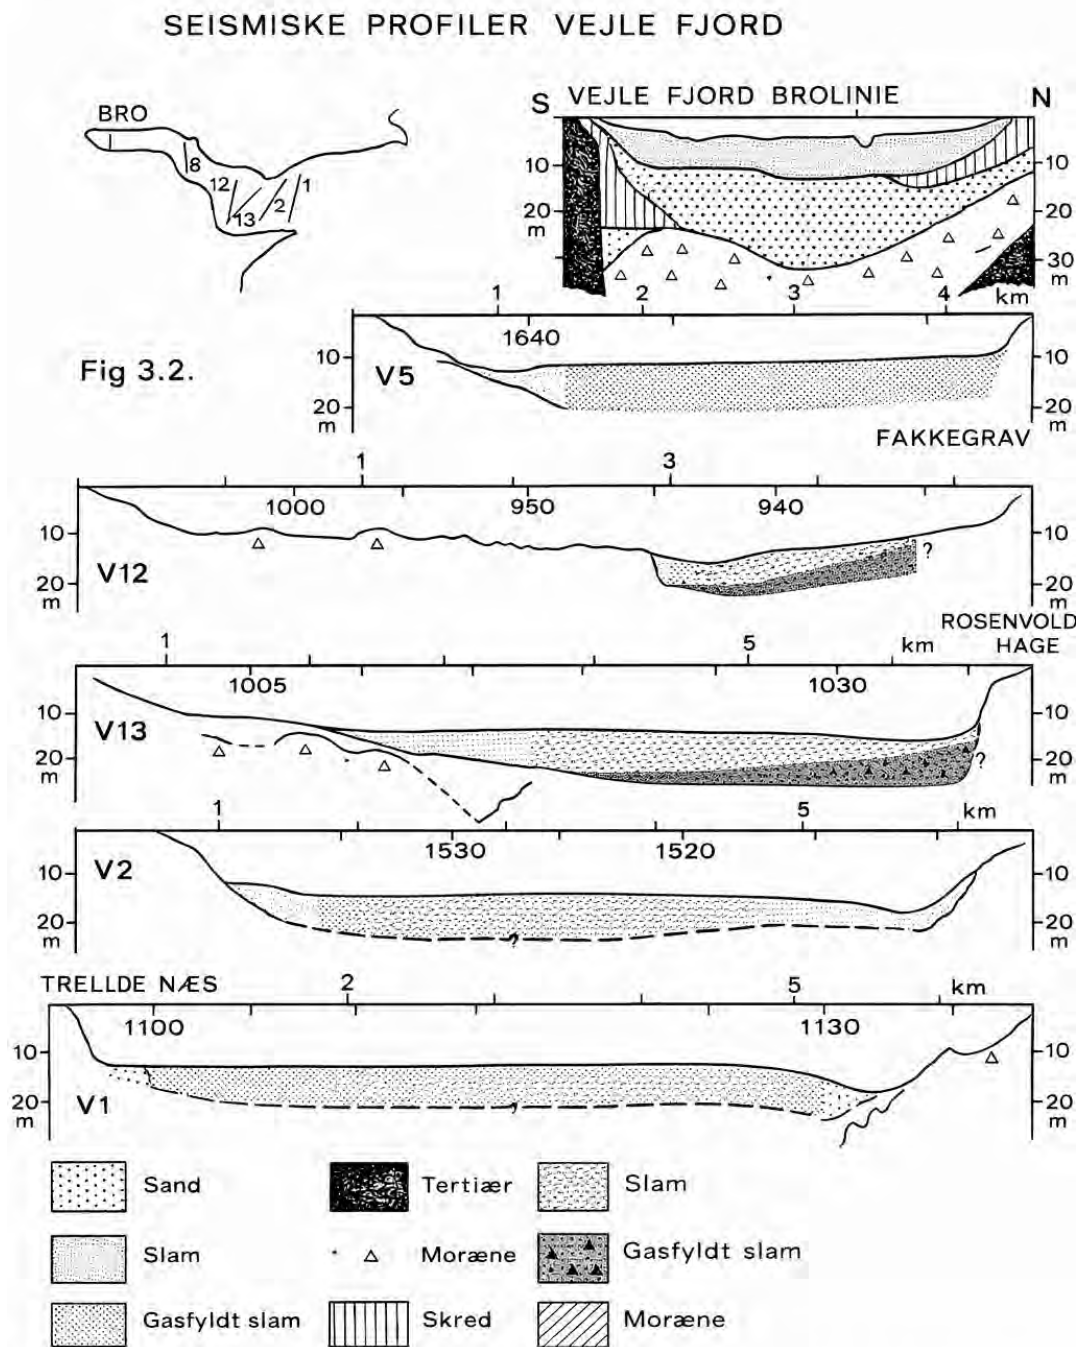 SEISMISKE PROFILER VEJLE FJORD
BRO
8
12
13
2
1
S VEJLE FJORD BROLINIE N
10 10
20 20
m 30
m
1 2 3 4 km
Fig 3.2.
1640
10 V5 10
20 20
m m
FAKKEGRAV
1 3
1000 950 940
10 10
V12 ?
20 20
m m
ROSENVOLD
HAGE
1 5 km
1005 1030
10 V13 10
20 ? 20
m m
1 5 km
1530 1520
10 V2 10
20 20
m ? m
TRELLDE NÆS 2 5 km
1100 1130
10 10
20 V1 ? 20
m m
Sand Tertiær Slam
Slam Moræne Gasfyldt slam
Gasfyldt slam Skred Moræne